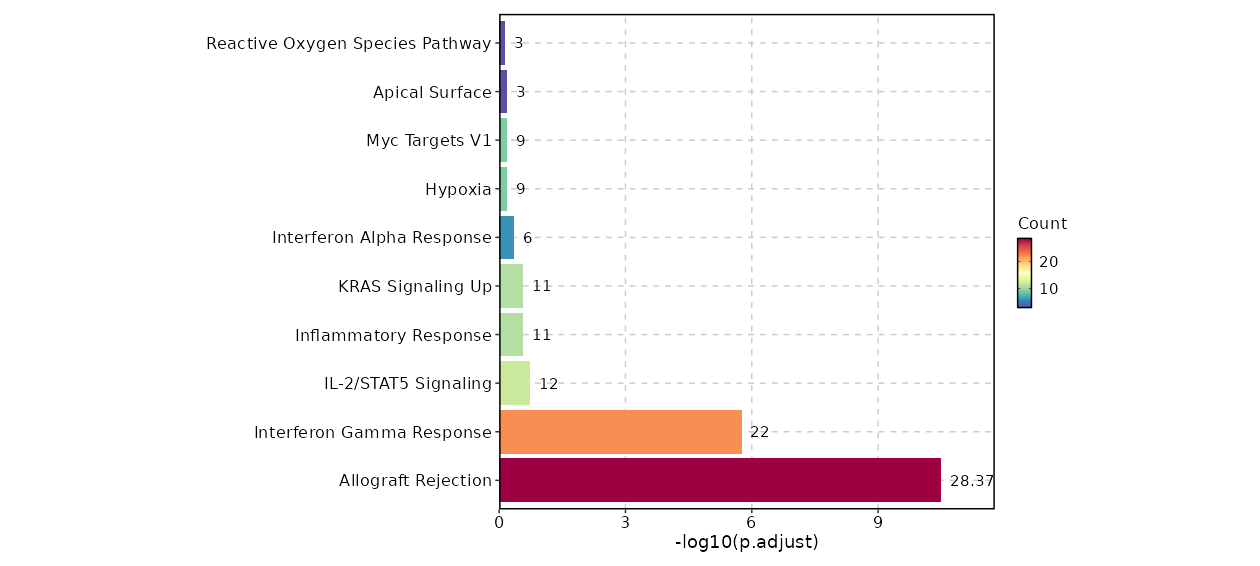 Reactive Oxygen Species Pathway 3
Apical Surface 3
Myc Targets V1 9
Hypoxia 9
Interferon Alpha Response 6
KRAS Signaling Up 11
Inflammatory Response 11
IL-2/STAT5 Signaling 12
Interferon Gamma Response 22
Allograft Rejection 28.37
0 3 6 9
-log10(p.adjust)
Count
20
10